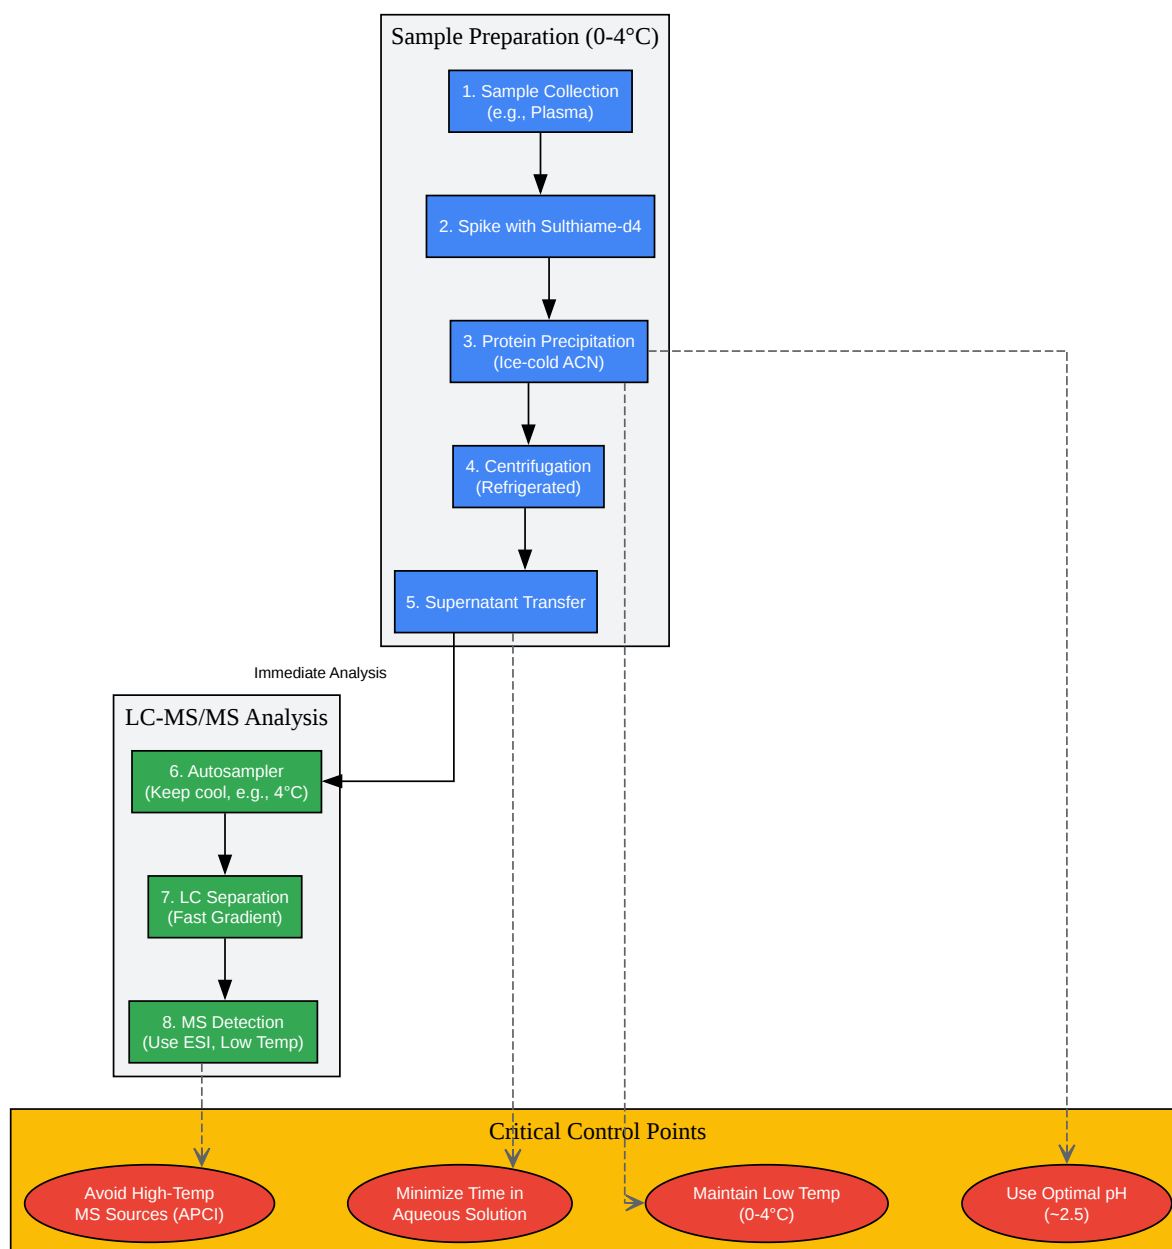 Sample Preparation (0-4°C)
1. Sample Collection
(e.g., Plasma)
2. Spike with Sulthiame-d4
3. Protein Precipitation
(Ice-cold ACN)
4. Centrifugation
(Refrigerated)
5. Supernatant Transfer
Immediate Analysis
LC-MS/MS Analysis
6. Autosampler
(Keep cool, e.g., 4°C)
7. LC Separation
(Fast Gradient)
8. MS Detection
(Use ESI, Low Temp)
Critical Control Points
Avoid High-Temp
MS Sources (APCI)
Minimize Time in
Aqueous Solution
Maintain Low Temp
(0-4°C)
Use Optimal pH
(~2.5)